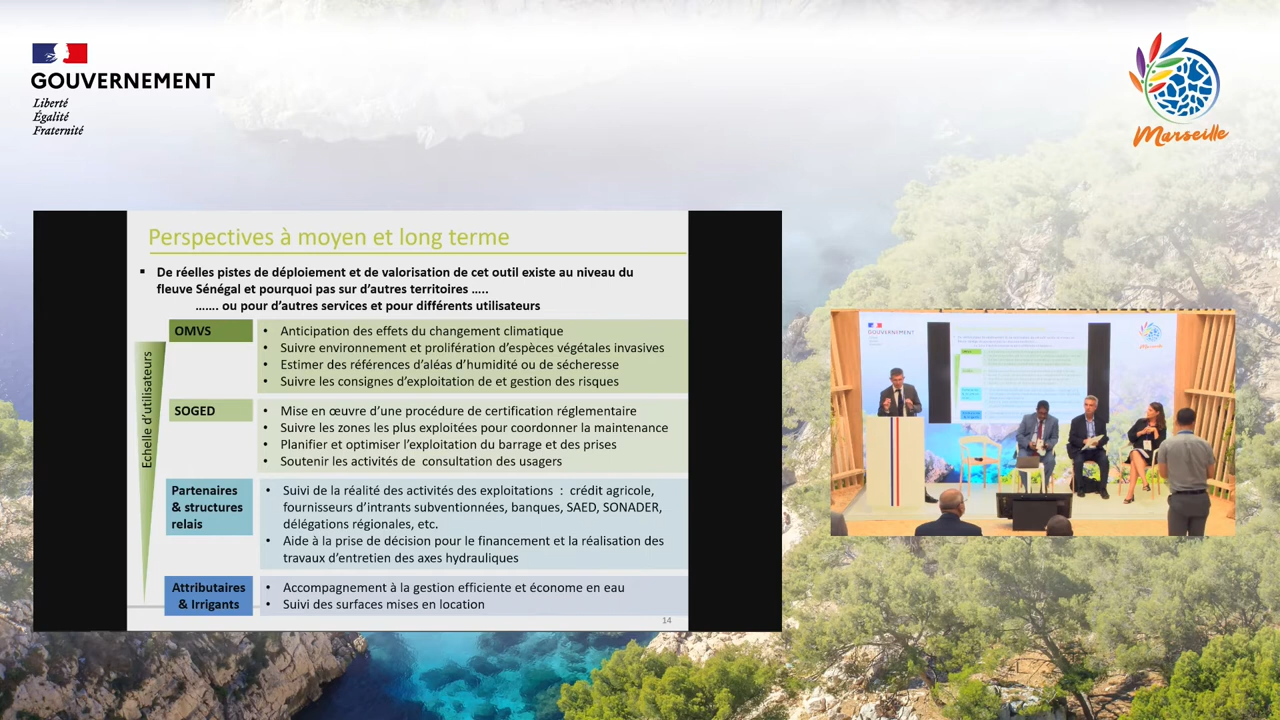 GOUVERNEMENT
Liberté
Égalité
Fraternité
Marseille
Perspectives à moyen et long terme
▪ De réelles pistes de déploiement et de valorisation de cet outil existe au niveau du
fleuve Sénégal et pourquoi pas sur d'autres territoires …..
……. ou pour d'autres services et pour différents utilisateurs
Echelle d'utilisateurs
OMVS
• Anticipation des effets du changement climatique
• Suivre environnement et prolifération d'espèces végétales invasives
• Estimer des références d'aléas d'humidité ou de sécheresse
• Suivre les consignes d'exploitation de et gestion des risques
SOGED
• Mise en œuvre d'une procédure de certification réglementaire
• Suivre les zones les plus exploitées pour coordonner la maintenance
• Planifier et optimiser l'exploitation du barrage et des prises
• Soutenir les activités de consultation des usagers
Partenaires
& structures
relais
• Suivi de la réalité des activités des exploitations : crédit agricole,
fournisseurs d'intrants subventionnées, banques, SAED, SONADER,
délégations régionales, etc.
• Aide à la prise de décision pour le financement et la réalisation des
travaux d'entretien des axes hydrauliques
Attributaires
& Irrigants
• Accompagnement à la gestion efficiente et économe en eau
• Suivi des surfaces mises en location
14
GOUVERNEMENT